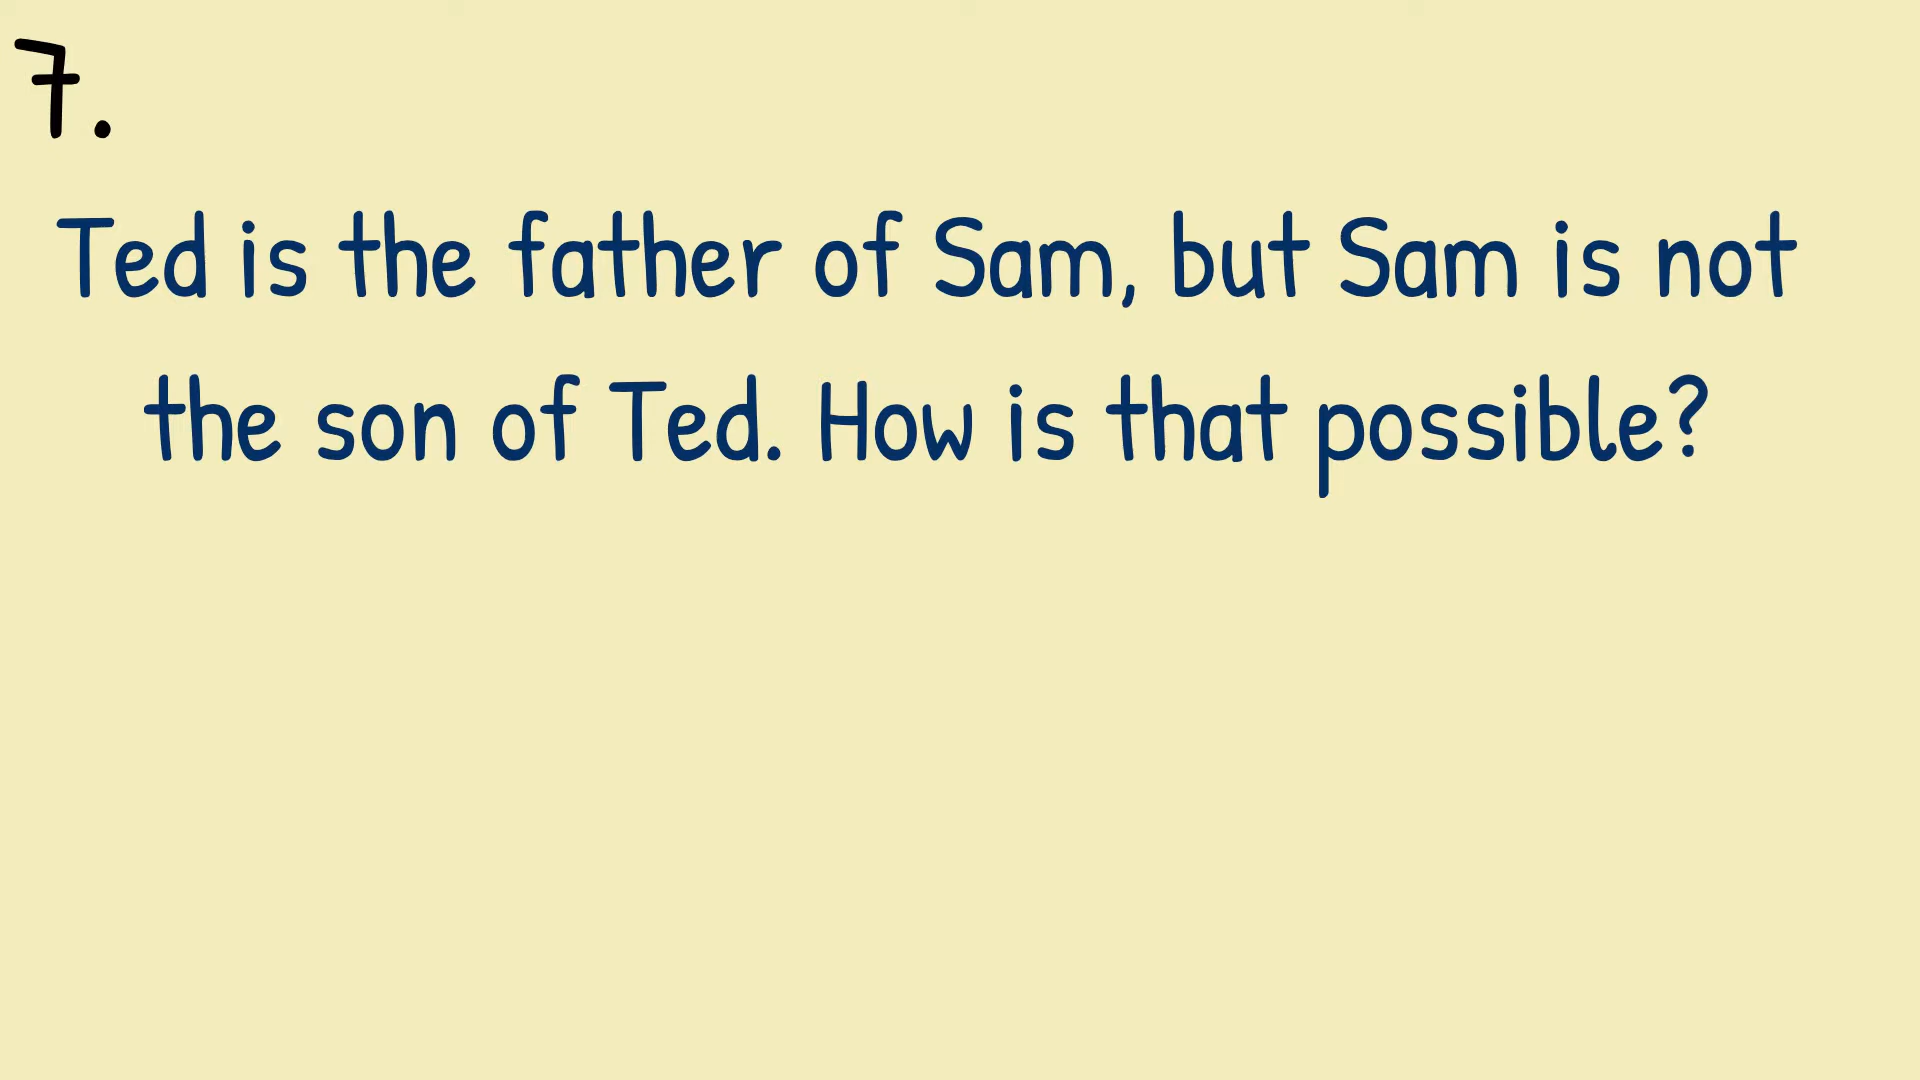 7.
Ted is the father of Sam, but Sam is not
the son of Ted. How is that possible?